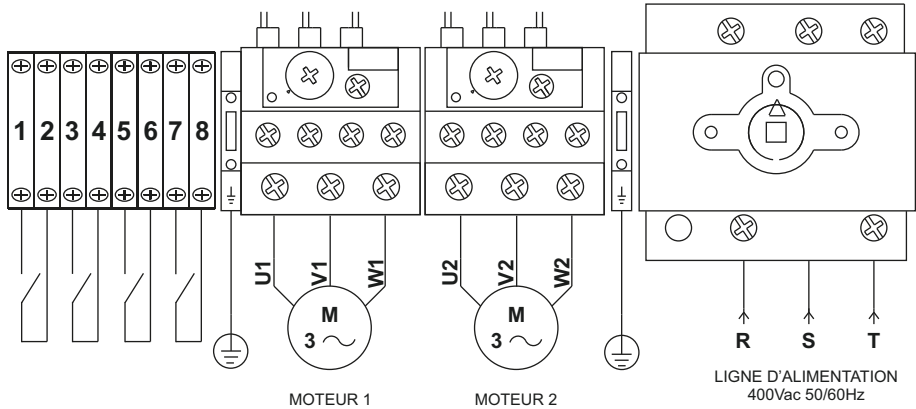 1 2 3 4 5 6 7 8
U1 V1 W1
U2 V2 W2
M
3
M
3
R S T
MOTEUR 1
MOTEUR 2
LIGNE D'ALIMENTATION
400Vac 50/60Hz